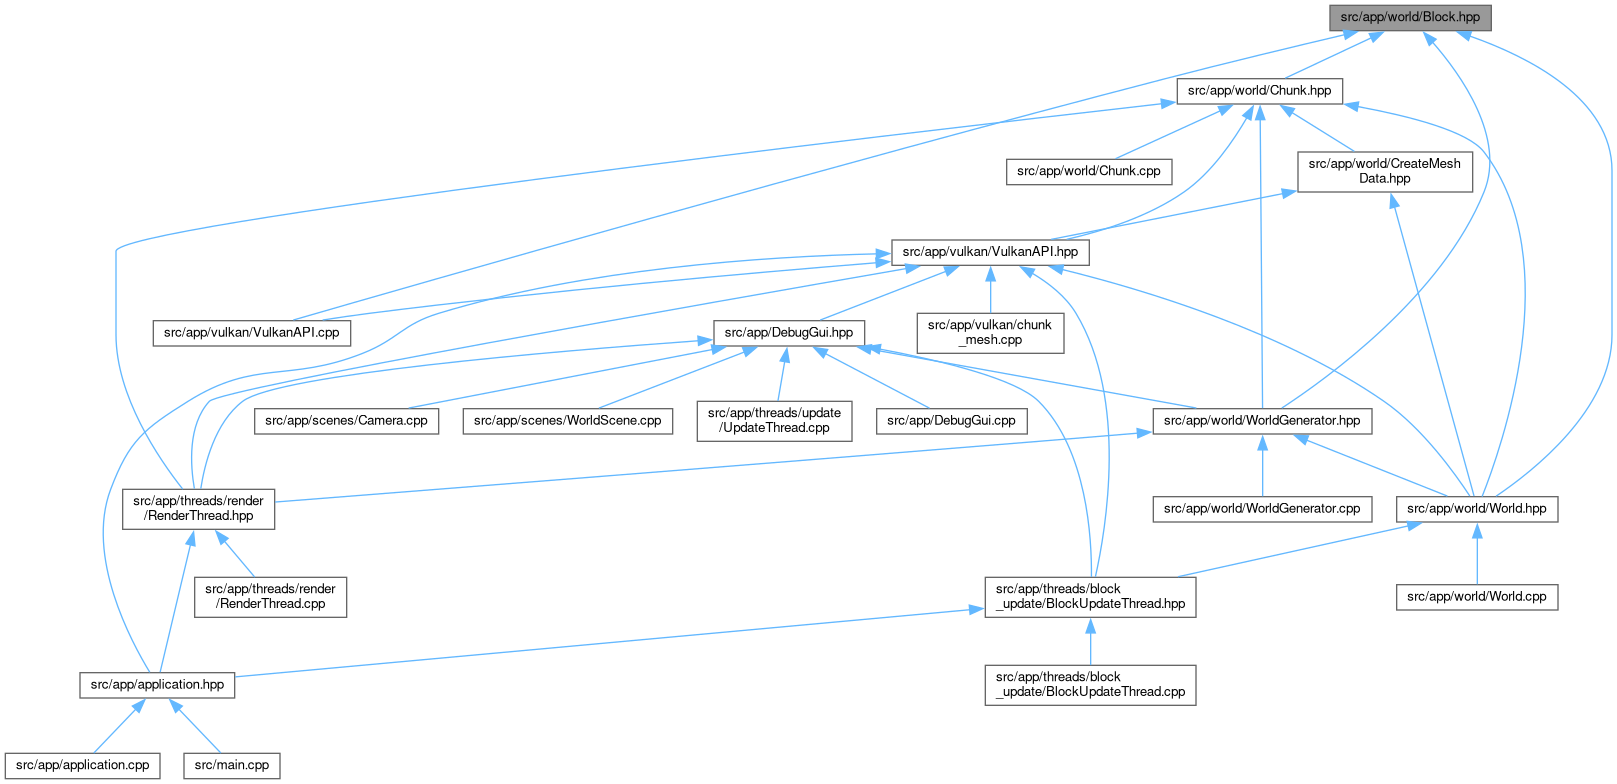 src/app/world/Block.hpp
src/app/world/Chunk.hpp
src/app/world/Chunk.cpp
src/app/world/CreateMesh
Data.hpp
src/app/vulkan/VulkanAPI.hpp
src/app/vulkan/VulkanAPI.cpp
src/app/DebugGui.hpp
src/app/vulkan/chunk
_mesh.cpp
src/app/scenes/Camera.cpp
src/app/scenes/WorldScene.cpp
src/app/threads/update
/UpdateThread.cpp
src/app/DebugGui.cpp
src/app/world/WorldGenerator.hpp
src/app/threads/render
/RenderThread.hpp
src/app/world/WorldGenerator.cpp
src/app/world/World.hpp
src/app/threads/render
/RenderThread.cpp
src/app/threads/block
_update/BlockUpdateThread.hpp
src/app/world/World.cpp
src/app/application.hpp
src/app/threads/block
_update/BlockUpdateThread.cpp
src/app/application.cpp
src/main.cpp